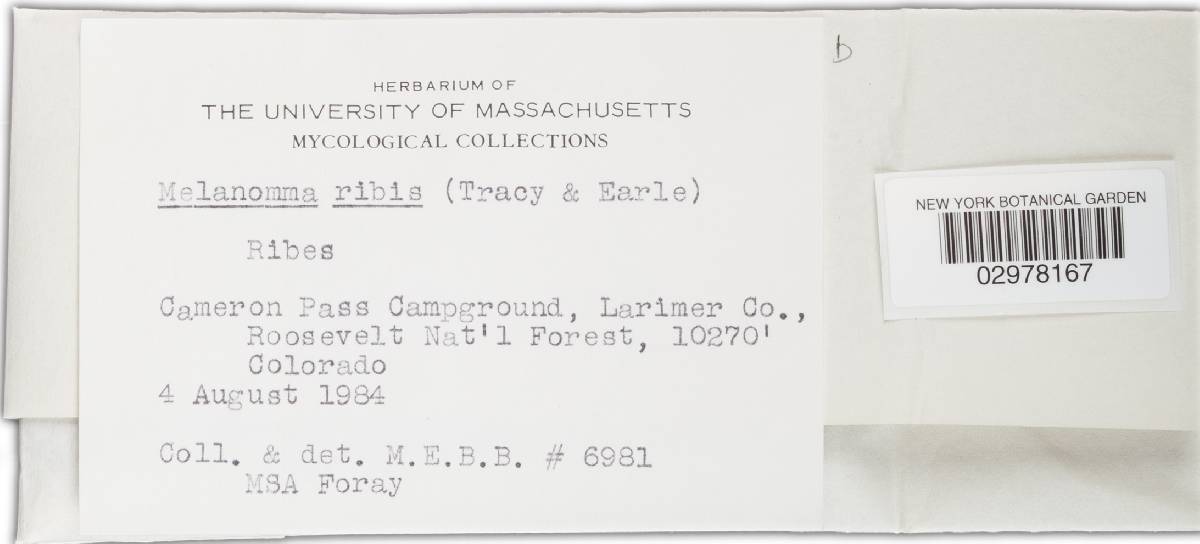 HERBARIUM OF
THE UNIVERSITY OF MASSACHUSETTS
MYCOLOGICAL COLLECTIONS
Melanomma ribis (Tracy & Earle)
Ribes
Cameron Pass Campground, Larimer Co.,
Roosevelt Nat'l Forest, 10270'
Colorado
4 August 1984
Coll. & det. M.E.B.B. # 6981
MSA Foray
b
NEW YORK BOTANICAL GARDEN
02978167